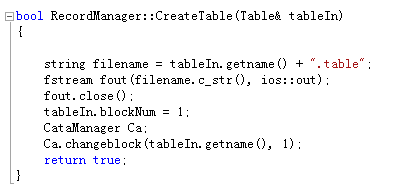 bool RecordManager::CreateTable(Table& tableIn)
{
string filename = tableIn.getname() + ".table";
fstream fout(filename.c_str(), ios::out);
fout.close();
tableIn.blockNum = 1;
CataManager Ca;
Ca.changeblock(tableIn.getname(), 1);
return true;
}